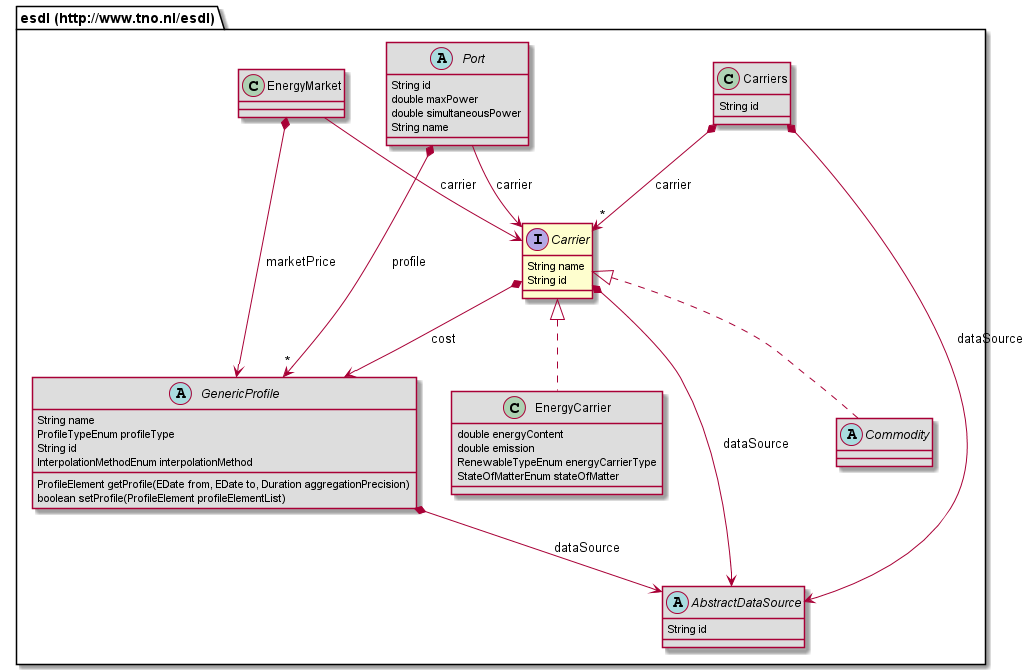 esdl (http://www.tno.nl/esdl)
A Port
String id
double maxPower
double simultaneousPower
String name
C EnergyMarket
C Carriers
String id
carrier
carrier
carrier
*
I Carrier
String name
String id
marketPrice
profile
*
cost
dataSource
A GenericProfile
String name
ProfileTypeEnum profileType
String id
InterpolationMethodEnum interpolationMethod
ProfileElement getProfile(EDate from, EDate to, Duration aggregationPrecision)
boolean setProfile(ProfileElement profileElementList)
C EnergyCarrier
double energyContent
double emission
RenewableTypeEnum energyCarrierType
StateOfMatterEnum stateOfMatter
A Commodity
dataSource
dataSource
A AbstractDataSource
String id